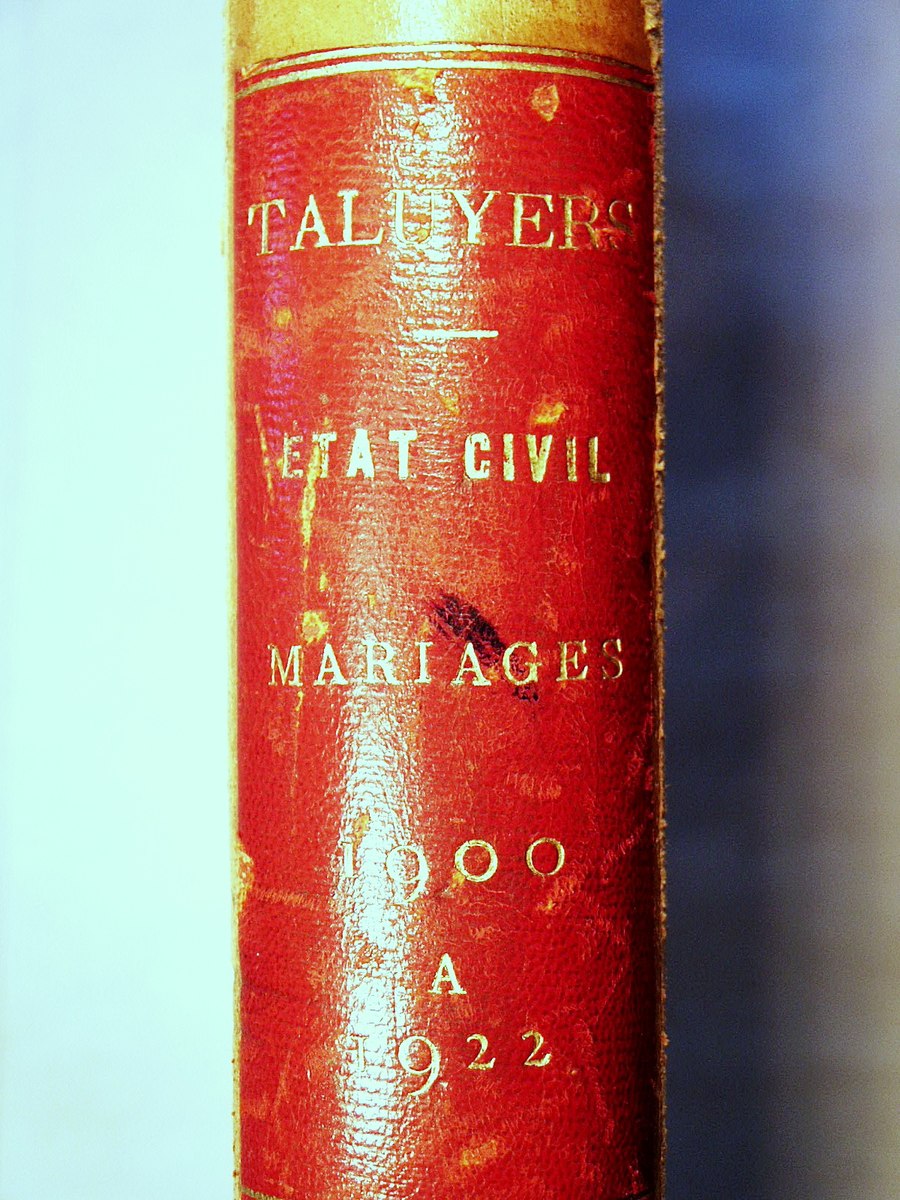 TALUYERS
ETAT CIVIL
MARIAGES
1900
A
1922